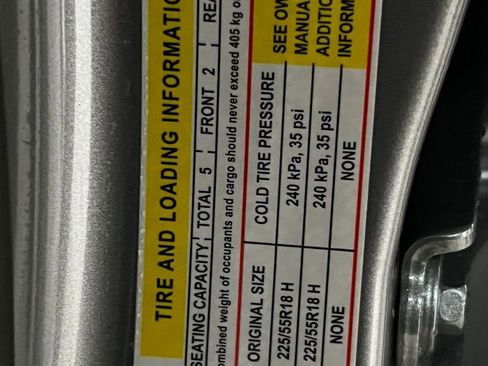 TIRE AND LOADING INFORMATIO
SEATING CAPACITY TOTAL 5 FRONT 2 REA
ombined weight of occupants and cargo should never exceed 405 kg o
ORIGINAL SIZE COLD TIRE PRESSURE SEE OW
225/55R18 H 240 kPa, 35 psi MANUA
225/55R18 H 240 kPa, 35 psi ADDITIO
NONE NONE INFORM